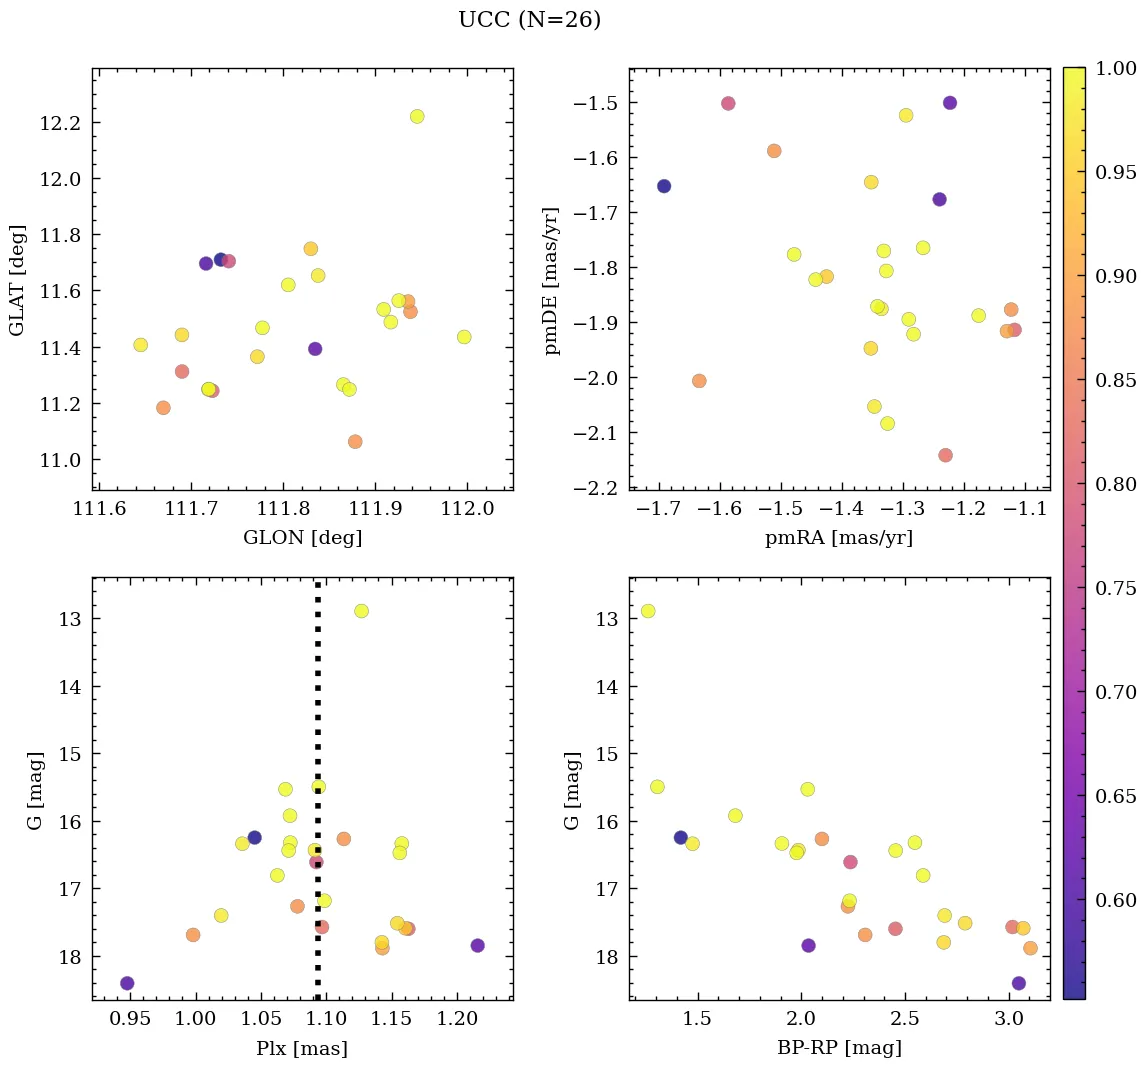 UCC (N=26)
12.2
12.0
11.8
11.6
11.4
11.2
11.0
GLAT [deg]
111.6 111.7 111.8 111.9 112.0
GLON [deg]
−1.5
−1.6
−1.7
−1.8
−1.9
−2.0
−2.1
−2.2
pmDE [mas/yr]
−1.7 −1.6 −1.5 −1.4 −1.3 −1.2 −1.1
pmRA [mas/yr]
1.00
0.95
0.90
0.85
0.80
0.75
0.70
0.65
0.60
13
14
15
16
17
18
G [mag]
0.95 1.00 1.05 1.10 1.15 1.20
Plx [mas]
13
14
15
16
17
18
G [mag]
1.5 2.0 2.5 3.0
BP-RP [mag]